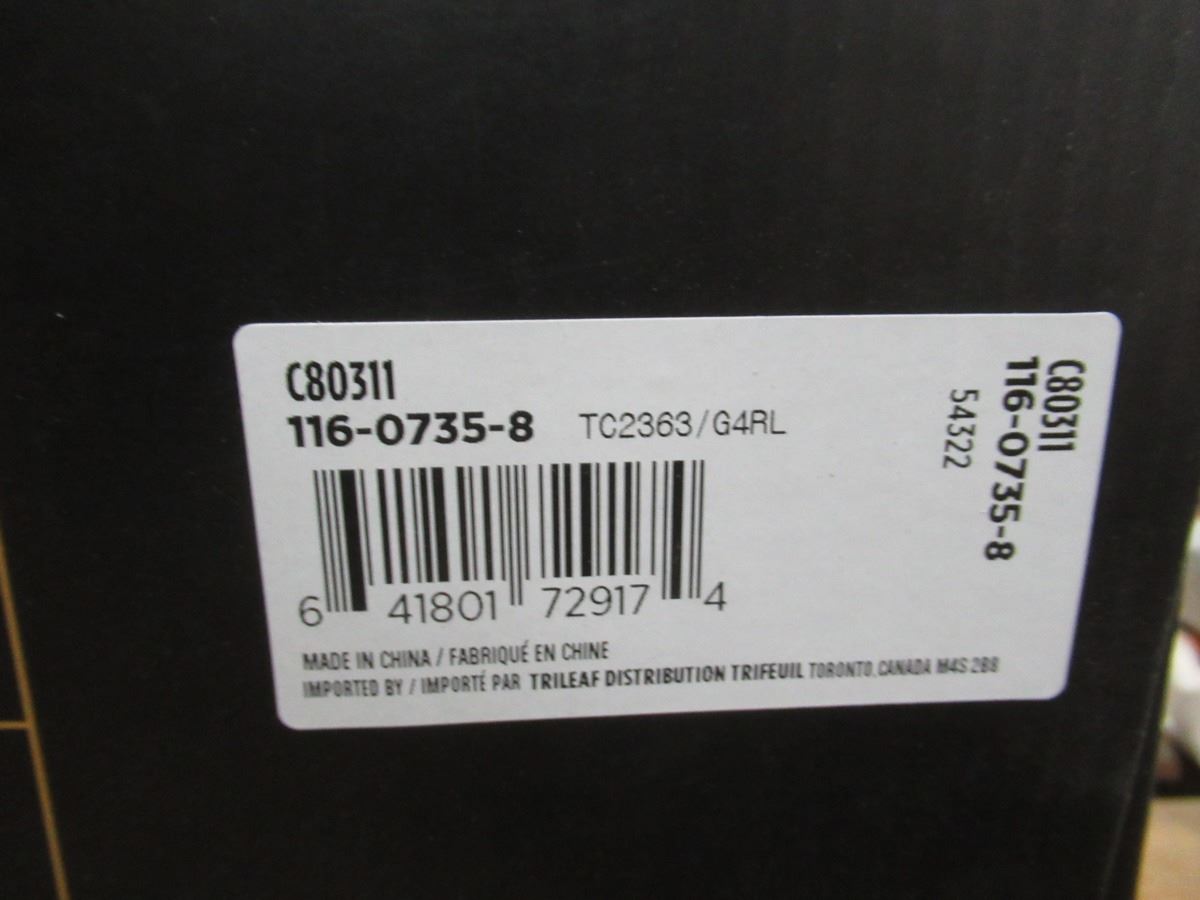 C80311
116-0735-8 TC2363/G4RL
6 41801 72917 4
MADE IN CHINA / FABRIQUÉ EN CHINE
IMPORTED BY / IMPORTÉ PAR TRILEAF DISTRIBUTION TRIFEUIL TORONTO, CANADA M4S 2B8
C80311
116-0735-8
54322